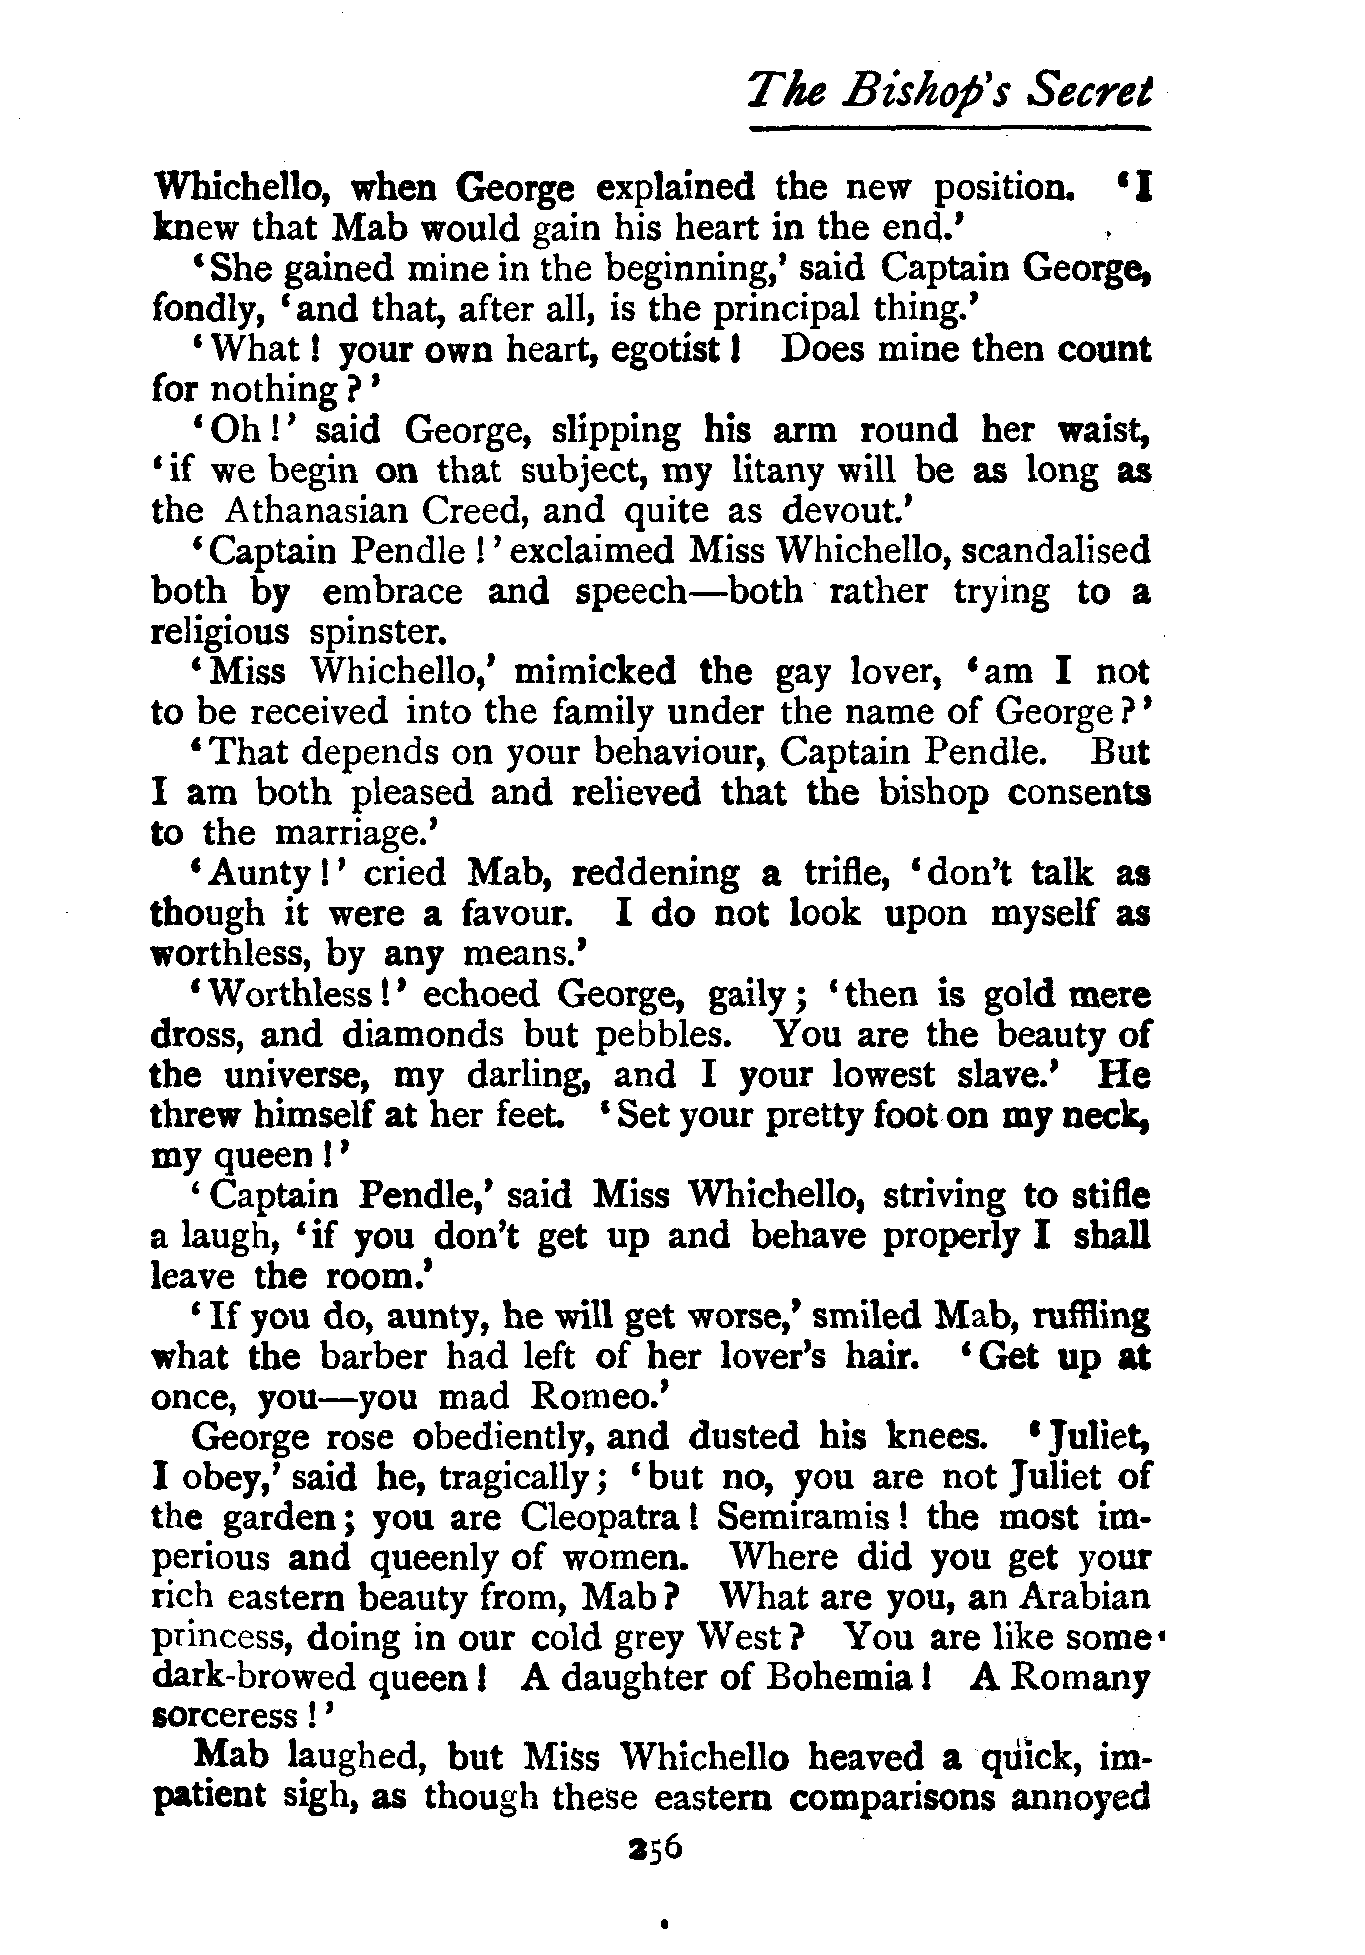 The Bishop's Secret
Whichello, when George explained the new position. 'I
knew that Mab would gain his heart in the end.'
'She gained mine in the beginning,' said Captain George,
fondly, 'and that, after all, is the principal thing.'
'What! your own heart, egotist! Does mine then count
for nothing?'
'Oh!' said George, slipping his arm round her waist,
'if we begin on that subject, my litany will be as long as
the Athanasian Creed, and quite as devout.'
'Captain Pendle!' exclaimed Miss Whichello, scandalised
both by embrace and speech—both rather trying to a
religious spinster.
'Miss Whichello,' mimicked the gay lover, 'am I not
to be received into the family under the name of George?'
'That depends on your behaviour, Captain Pendle. But
I am both pleased and relieved that the bishop consents
to the marriage.'
'Aunty!' cried Mab, reddening a trifle, 'don't talk as
though it were a favour. I do not look upon myself as
worthless, by any means.'
'Worthless!' echoed George, gaily; 'then is gold mere
dross, and diamonds but pebbles. You are the beauty of
the universe, my darling, and I your lowest slave.' He
threw himself at her feet. 'Set your pretty foot on my neck,
my queen!'
'Captain Pendle,' said Miss Whichello, striving to stifle
a laugh, 'if you don't get up and behave properly I shall
leave the room.'
'If you do, aunty, he will get worse,' smiled Mab, ruffling
what the barber had left of her lover's hair. 'Get up at
once, you—you mad Romeo.'
George rose obediently, and dusted his knees. 'Juliet,
I obey,' said he, tragically; 'but no, you are not Juliet of
the garden; you are Cleopatra! Semiramis! the most im-
perious and queenly of women. Where did you get your
rich eastern beauty from, Mab? What are you, an Arabian
princess, doing in our cold grey West? You are like some
dark-browed queen! A daughter of Bohemia! A Romany
sorceress!'
Mab laughed, but Miss Whichello heaved a quick, im-
patient sigh, as though these eastern comparisons annoyed
256